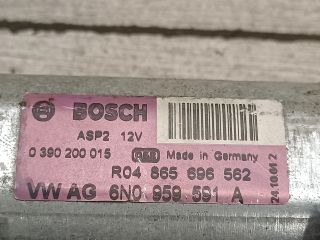 BOSCH
ASP2 12V
0 390 200 015 Made in Germany
R04 865 696 562
VW AG 6N0 959 591 A